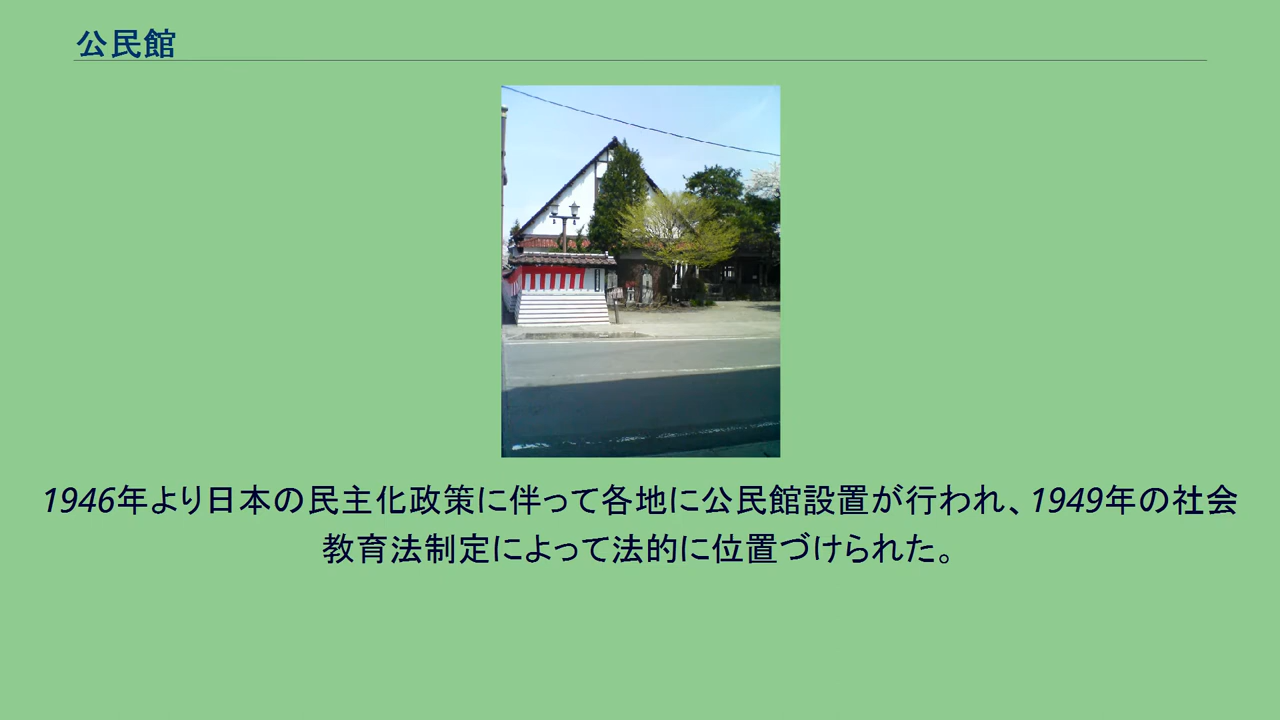 公民館
1946年より日本の民主化政策に伴って各地に公民館設置が行われ、1949年の社会
教育法制定によって法的に位置づけられた。